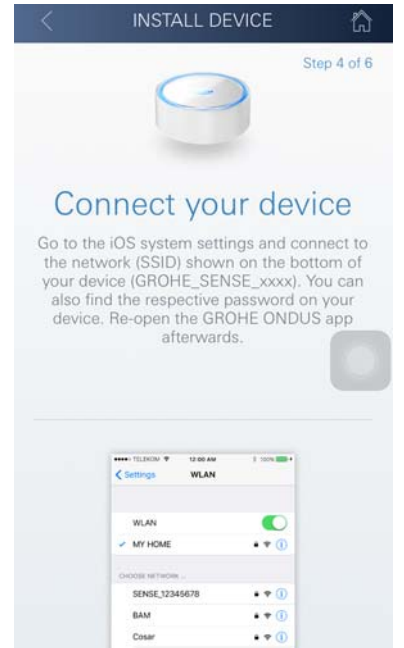 INSTALL DEVICE
Step 4 of 6
Connect your device
Go to the iOS system settings and connect to
the network (SSID) shown on the bottom of
your device (GROHE_SENSE_xxxx). You can
also find the respective password on your
device. Re-open the GROHE ONDUS app
afterwards.
TELEKOM 12:00 AM 100%
Settings WLAN
WLAN
MY HOME
CHOOSE NETWORK ...
SENSE_12345678
BAM
Cosar